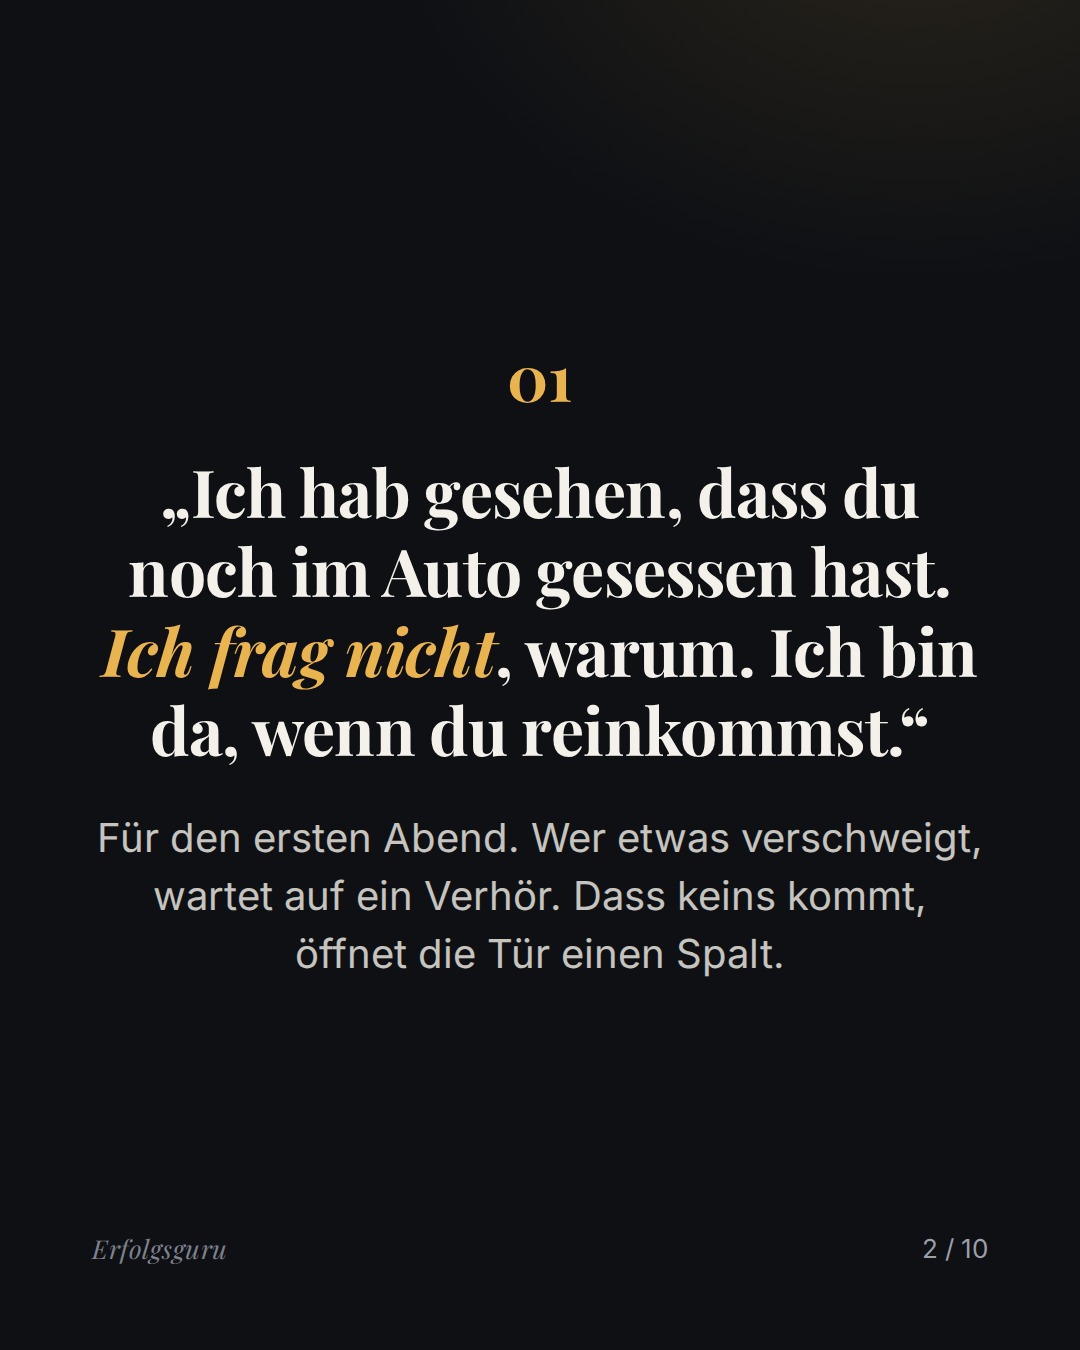 01
„Ich hab gesehen, dass du
noch im Auto gesessen hast.
Ich frag nicht, warum. Ich bin
da, wenn du reinkommst.“
Für den ersten Abend. Wer etwas verschweigt,
wartet auf ein Verhör. Dass keins kommt,
öffnet die Tür einen Spalt.
Erfolgsguru
2 / 10